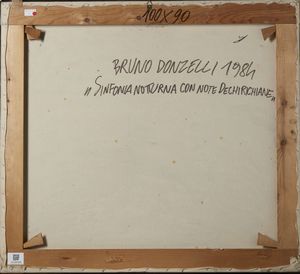 100X90
BRUNO DONZELLI 1984
"SINFONIA NOTTURNA CON NOTE DECHIRICHIANE"